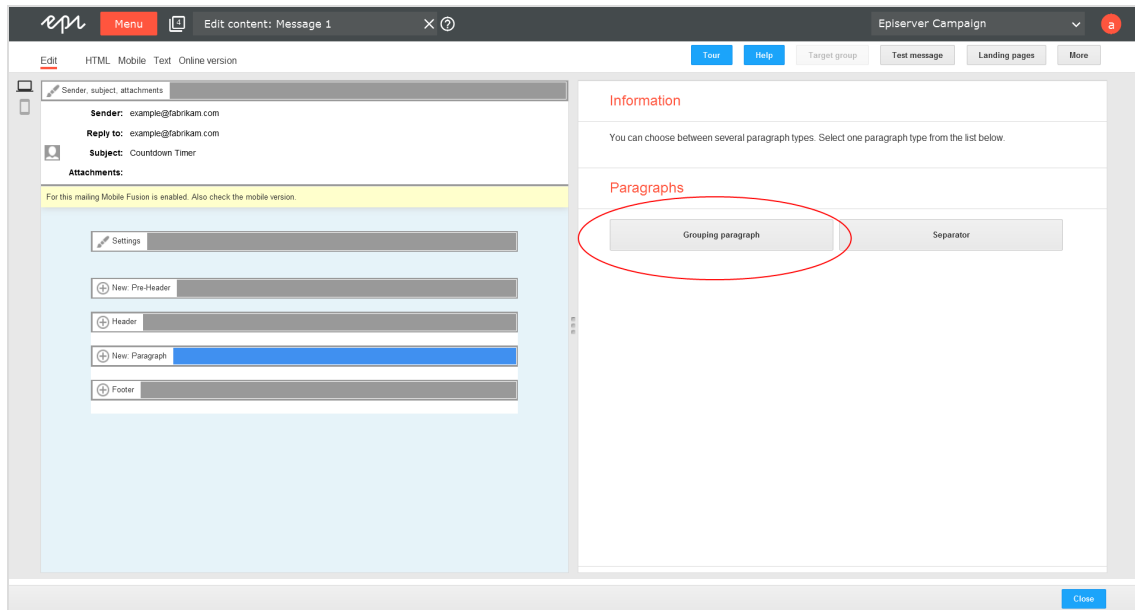 epi Menu 4 Edit content: Message 1 Episerver Campaign a
Edit HTML Mobile Text Online version Tour Help Target group Test message Landing pages More
Sender, subject, attachments
Sender: example@fabrikam.com
Reply to: example@fabrikam.com
Subject: Countdown Timer
Attachments:
For this mailing Mobile Fusion is enabled. Also check the mobile version.
Settings
New: Pre-Header
Header
New: Paragraph
Footer
Information
You can choose between several paragraph types. Select one paragraph type from the list below.
Paragraphs
Grouping paragraph Separator
Close